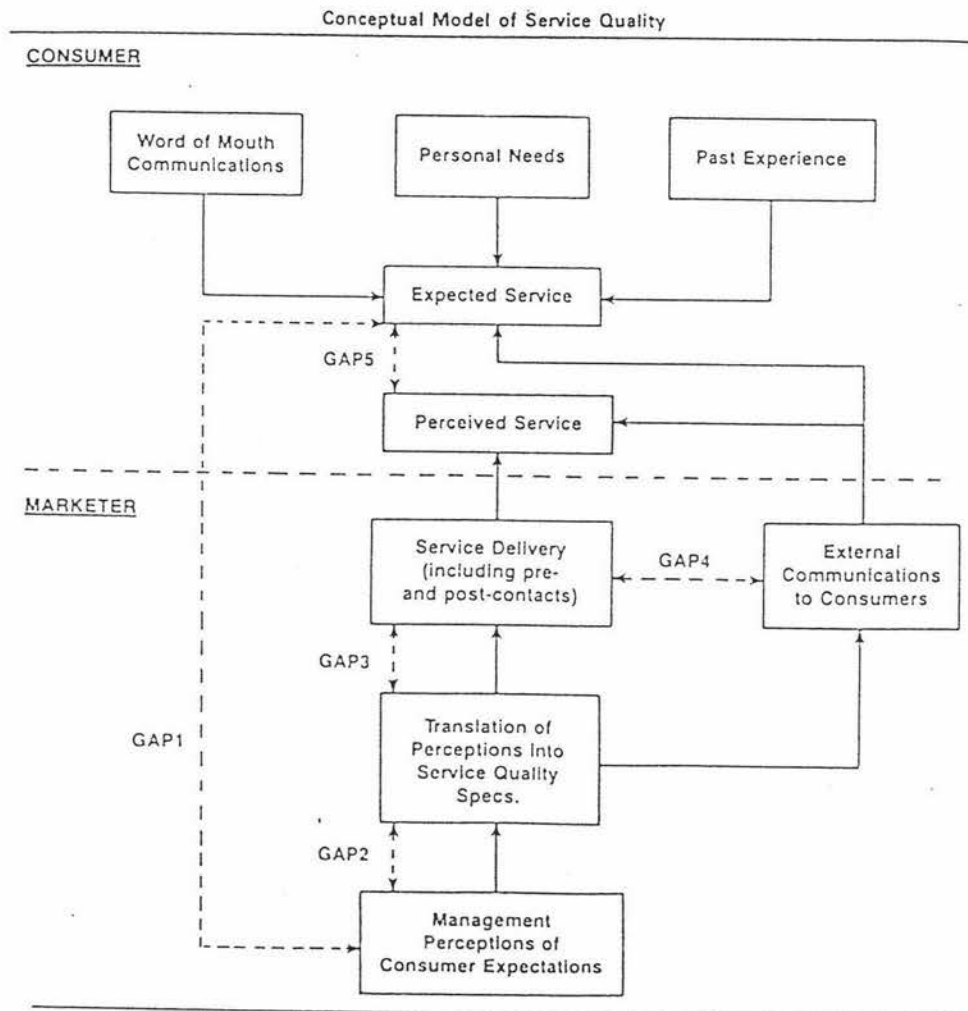 Conceptual Model of Service Quality
CONSUMER
Word of Mouth
Communications
Personal Needs
Past Experience
Expected Service
GAP5
Perceived Service
MARKETER
Service Delivery
(including pre-
and post-contacts)
GAP4
External
Communications
to Consumers
GAP3
Translation of
Perceptions Into
Service Quality
Specs.
GAP1
GAP2
Management
Perceptions of
Consumer Expectations